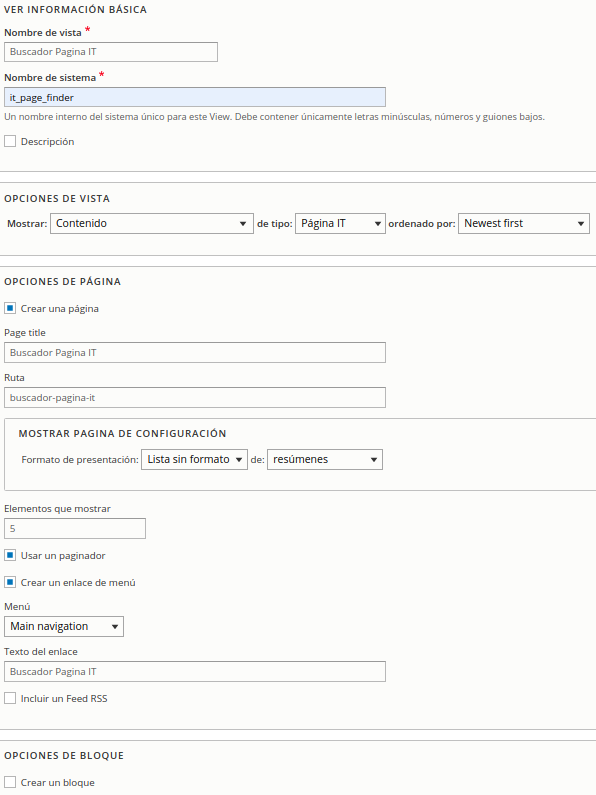 VER INFORMACIÓN BÁSICA
Nombre de vista *
Buscador Pagina IT
Nombre de sistema *
it_page_finder
Un nombre interno del sistema único para este View. Debe contener únicamente letras minúsculas, números y guiones bajos.
Descripción
OPCIONES DE VISTA
Mostrar: Contenido de tipo: Página IT ordenado por: Newest first
OPCIONES DE PÁGINA
Crear una página
Page title
Buscador Pagina IT
Ruta
buscador-pagina-it
MOSTRAR PAGINA DE CONFIGURACIÓN
Formato de presentación: Lista sin formato de: resúmenes
Elementos que mostrar
5
Usar un paginador
Crear un enlace de menú
Menú
Main navigation
Texto del enlace
Buscador Pagina IT
Incluir un Feed RSS
OPCIONES DE BLOQUE
Crear un bloque